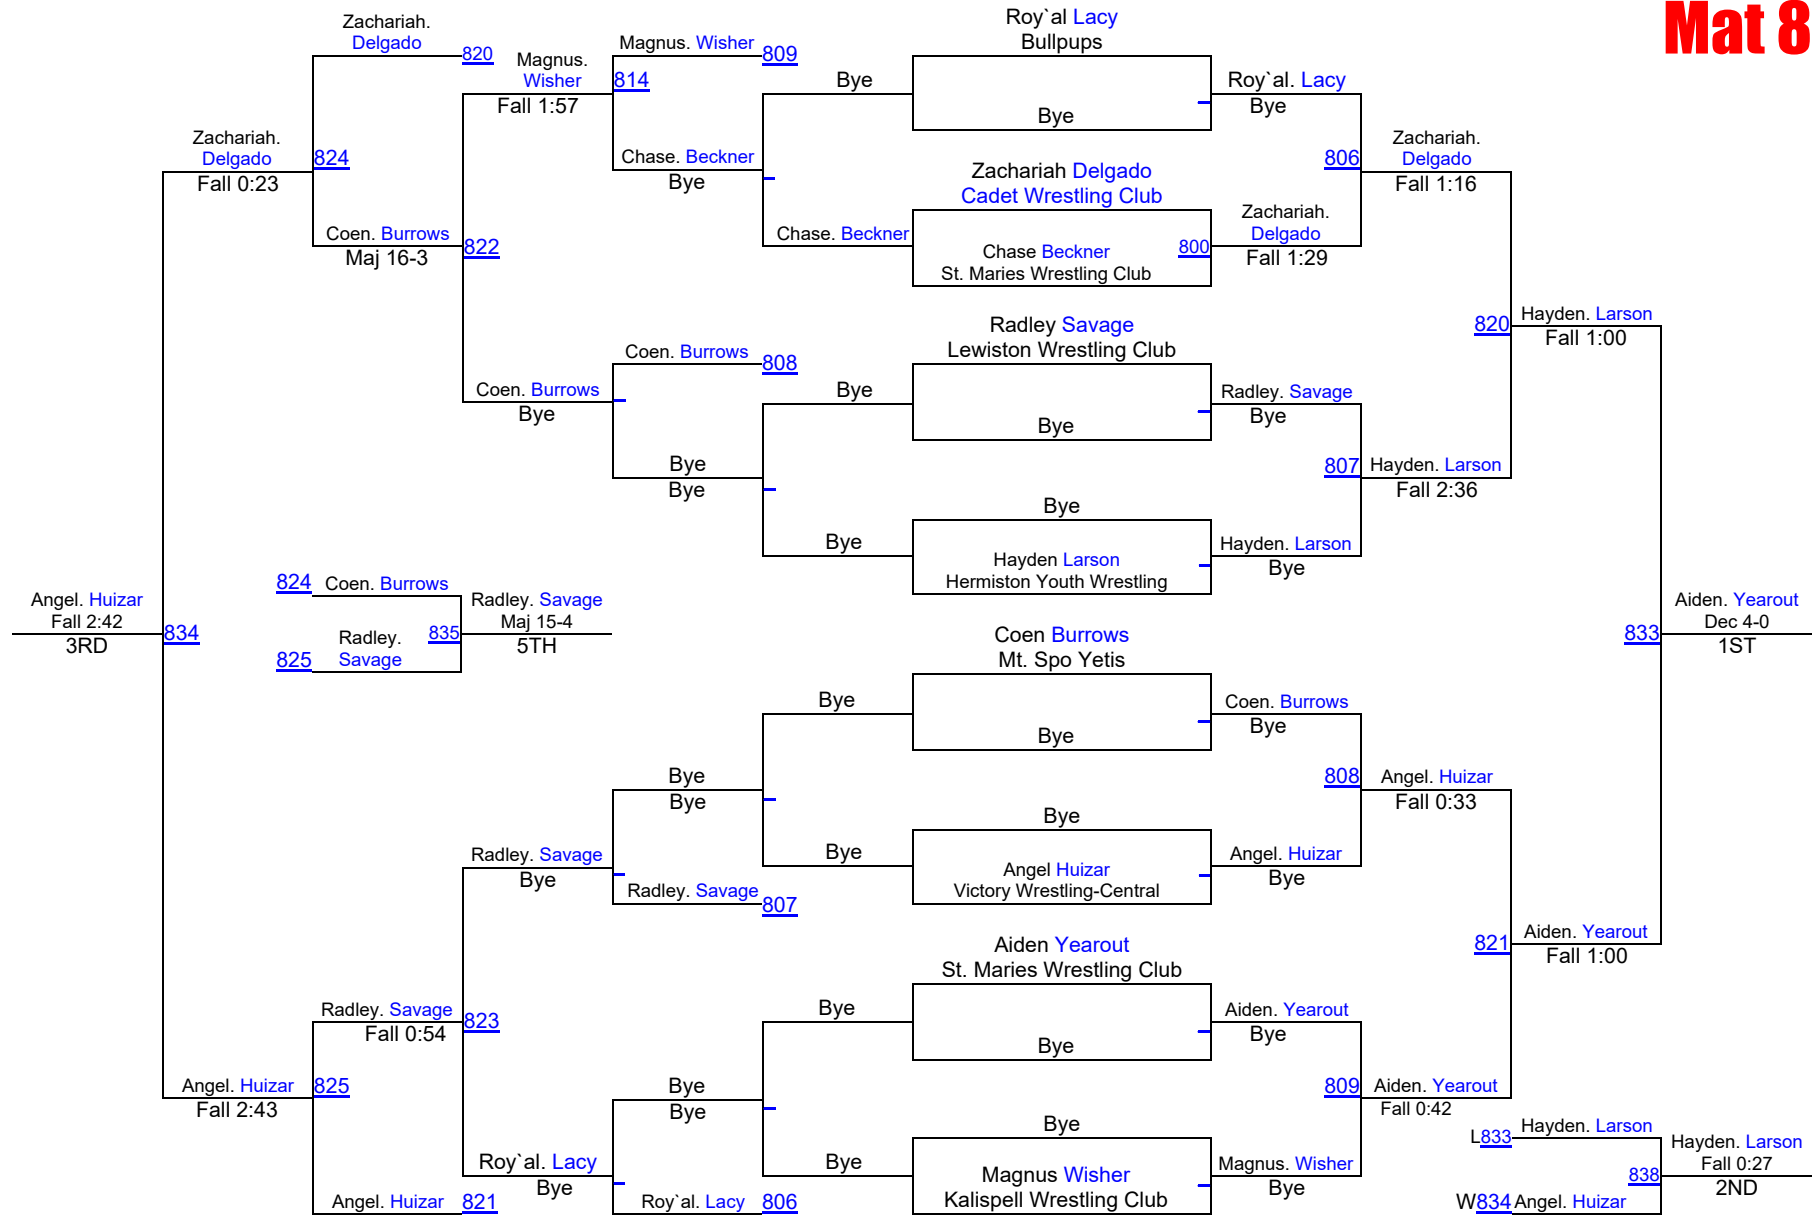 Mat 8
Zachariah.
Delgado
820
Magnus.
Wisher
Fall 1:57
Magnus. Wisher
809
814
Bye
Roy`al Lacy
Bullpups
Bye
Roy`al. Lacy
Bye
Zachariah.
Delgado
Fall 0:23
824
Chase. Beckner
Bye
806
Zachariah.
Delgado
Fall 1:16
Zachariah Delgado
Cadet Wrestling Club
Coen. Burrows
Maj 16-3
822
Chase. Beckner
Chase Beckner
St. Maries Wrestling Club
800
Zachariah.
Delgado
Fall 1:29
Radley Savage
Lewiston Wrestling Club
820
Hayden. Larson
Fall 1:00
Coen. Burrows
808
Coen. Burrows
Bye
Bye
Bye
Radley. Savage
Bye
Bye
Bye
807
Hayden. Larson
Fall 2:36
Bye
Bye
Hayden Larson
Hermiston Youth Wrestling
Hayden. Larson
Bye
Angel. Huizar
Fall 2:42
3RD
834
824
Coen. Burrows
Radley.
Savage
825
835
Radley. Savage
Maj 15-4
5TH
Coen Burrows
Mt. Spo Yetis
833
Aiden. Yearout
Dec 4-0
1ST
Bye
Bye
Coen. Burrows
Bye
Bye
Bye
808
Angel. Huizar
Fall 0:33
Bye
Radley. Savage
Bye
Radley. Savage
807
Bye
Angel Huizar
Victory Wrestling-Central
Angel. Huizar
Bye
Aiden Yearout
St. Maries Wrestling Club
821
Aiden. Yearout
Fall 1:00
Radley. Savage
Fall 0:54
823
Bye
Bye
Aiden. Yearout
Bye
Angel. Huizar
Fall 2:43
825
Bye
Bye
809
Aiden. Yearout
Fall 0:42
Bye
Roy`al. Lacy
Bye
Bye
Magnus Wisher
Kalispell Wrestling Club
Magnus. Wisher
Bye
Angel. Huizar
821
Roy`al. Lacy
806
L833
Hayden. Larson
W834
Angel. Huizar
838
Hayden. Larson
Fall 0:27
2ND